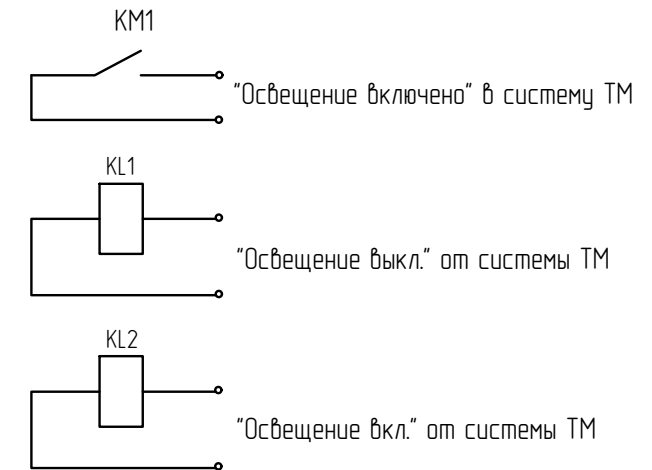 KM1
"Освещение включено" в систему ТМ
KL1
"Освещение выкл." от системы ТМ
KL2
"Освещение вкл." от системы ТМ